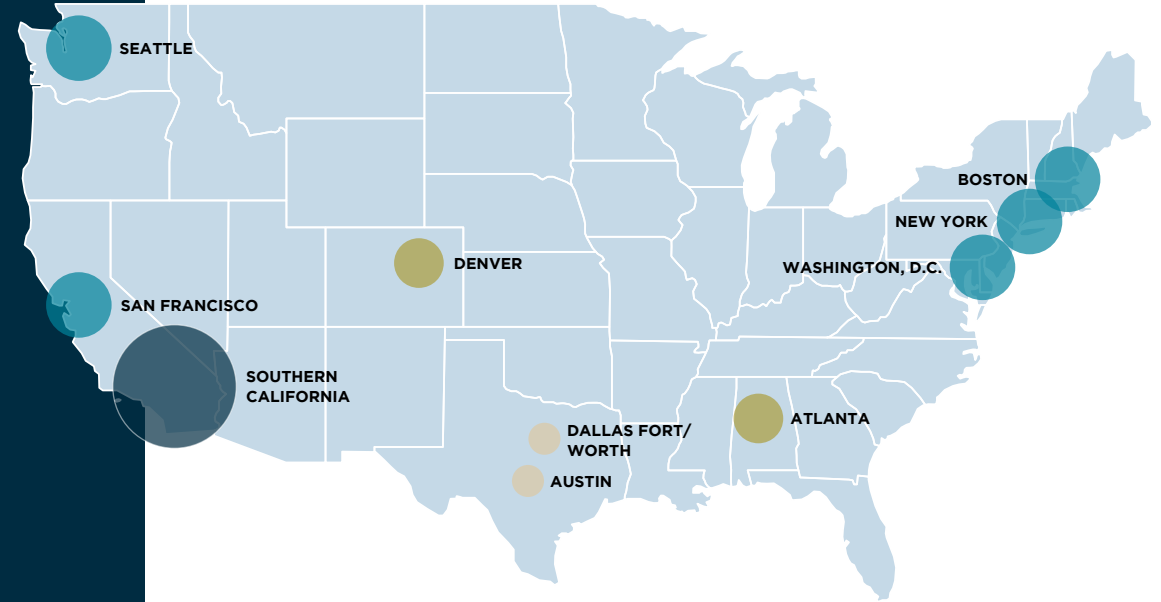 SEATTLE
BOSTON
NEW YORK
WASHINGTON, D.C.
DENVER
SAN FRANCISCO
SOUTHERN
CALIFORNIA
ATLANTA
DALLAS FORT/
WORTH
AUSTIN